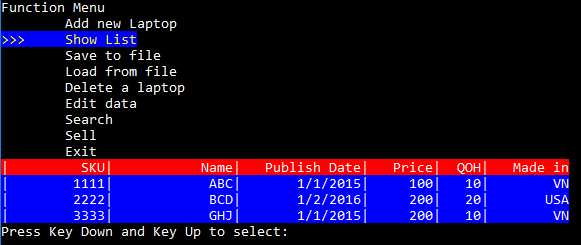 Function Menu
Add new Laptop
>>> Show List
Save to file
Load from file
Delete a laptop
Edit data
Search
Sell
Exit
| SKU| Name| Publish Date| Price| QOH| Made in
| 1111| ABC| 1/1/2015| 100| 10| VN
| 2222| BCD| 1/2/2016| 200| 20| USA
| 3333| GHJ| 1/1/2015| 200| 10| VN
Press Key Down and Key Up to select: